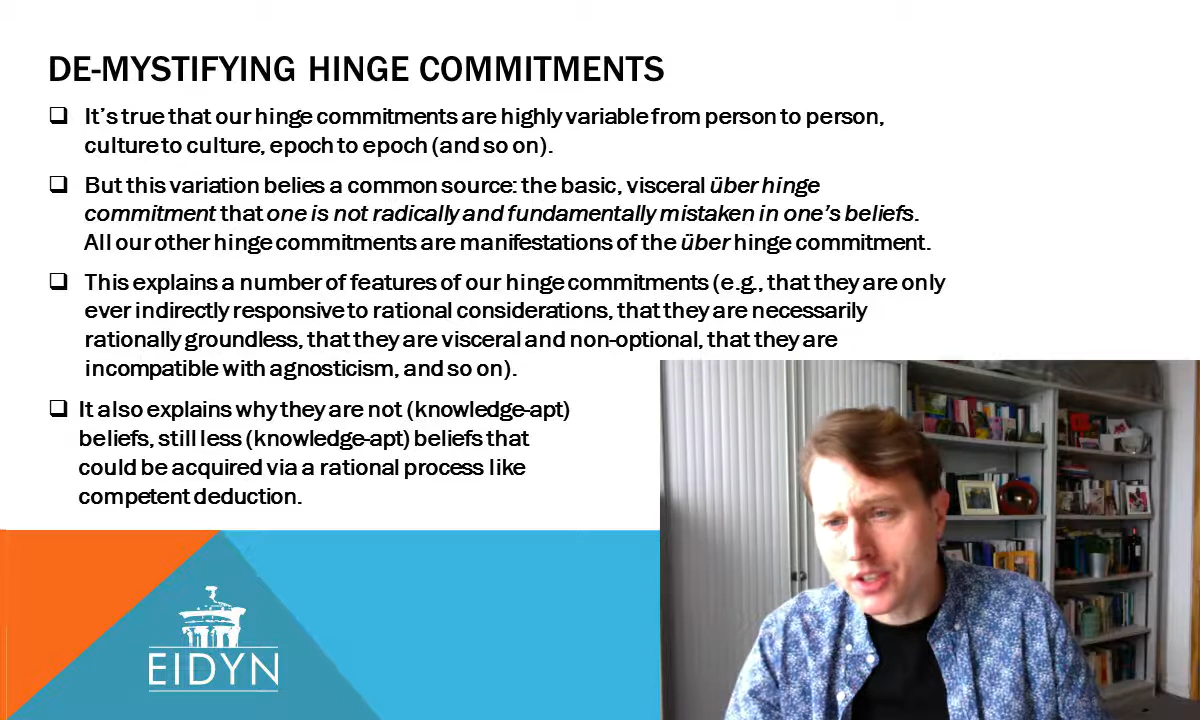 DE-MYSTIFYING HINGE COMMITMENTS
It's true that our hinge commitments are highly variable from person to person,
culture to culture, epoch to epoch (and so on).
But this variation belies a common source: the basic, visceral über hinge
commitment that one is not radically and fundamentally mistaken in one's beliefs.
All our other hinge commitments are manifestations of the über hinge commitment.
This explains a number of features of our hinge commitments (e.g., that they are only
ever indirectly responsive to rational considerations, that they are necessarily
rationally groundless, that they are visceral and non-optional, that they are
incompatible with agnosticism, and so on).
It also explains why they are not (knowledge-apt)
beliefs, still less (knowledge-apt) beliefs that
could be acquired via a rational process like
competent deduction.
EIDYN